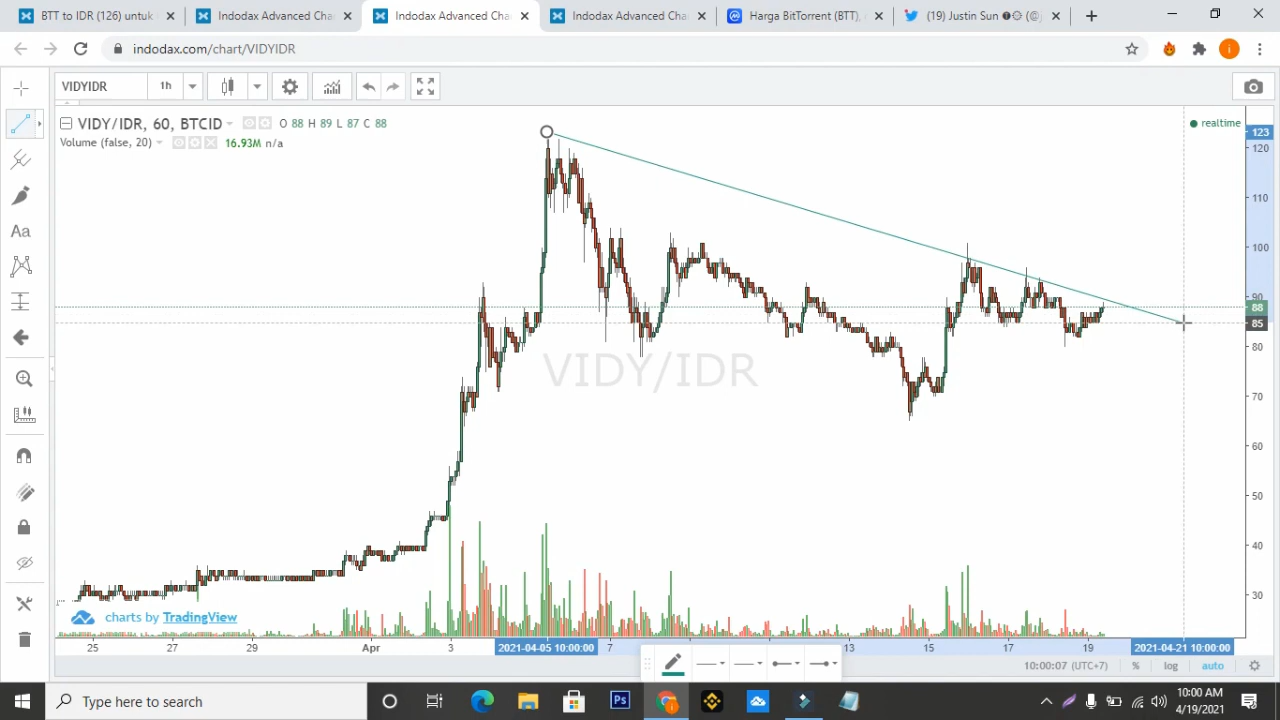 BTT to IDR (126) untuk
Indodax Advanced Cha
Indodax Advanced Cha
Indodax Advanced Cha
Harga BitTorrent (BTT),
(19) Justin Sun
indodax.com/chart/VIDYIDR
VIDYIDR
1h
VIDY/IDR, 60, BTCID
O 88 H 89 L 87 C 88
Volume (false, 20)
16.93M n/a
realtime
123
120
110
100
90
88
85
80
70
60
50
40
30
VIDY/IDR
Aa
charts by TradingView
25
27
29
Apr
3
2021-04-05 10:00:00
7
13
15
17
19
2021-04-21 10:00:00
10:00:07 (UTC+7)
%
log
auto
Type here to search
Ps
10:00 AM
4/19/2021